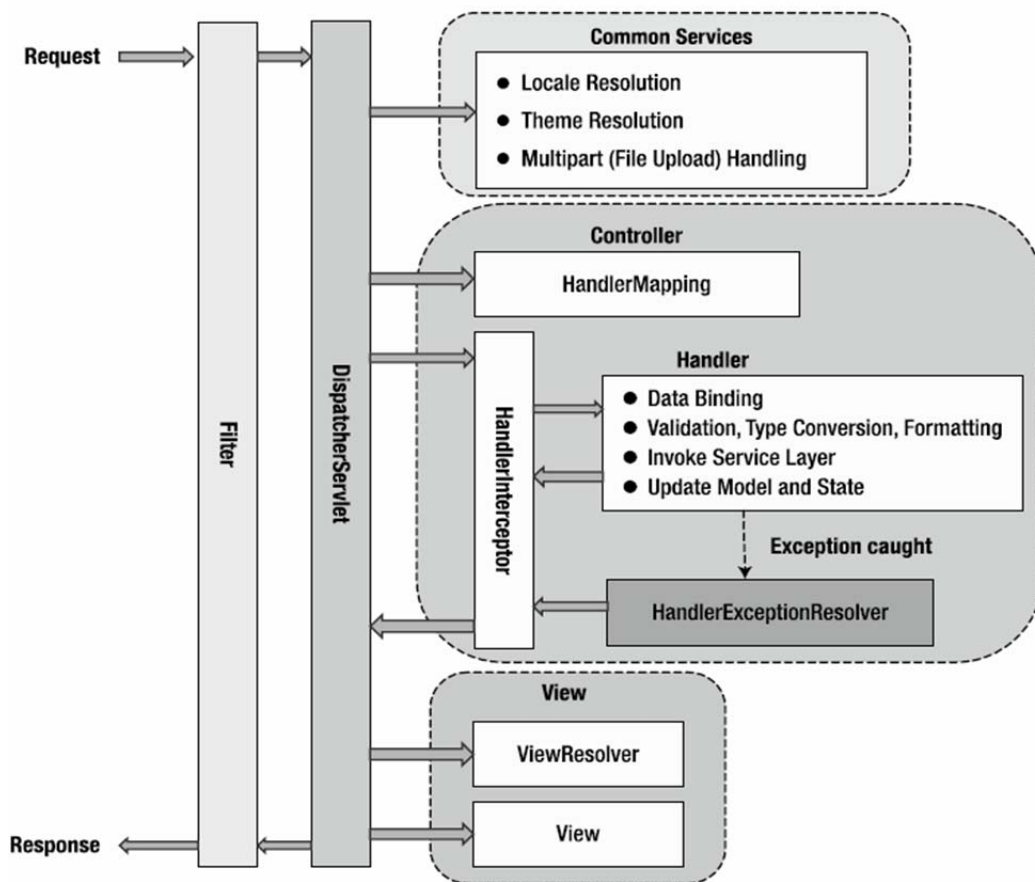 Request
Filter
DispatcherServlet
Common Services
● Locale Resolution
● Theme Resolution
● Multipart (File Upload) Handling
Controller
HandlerMapping
HandlerInterceptor
Handler
● Data Binding
● Validation, Type Conversion, Formatting
● Invoke Service Layer
● Update Model and State
Exception caught
HandlerExceptionResolver
View
ViewResolver
View
Response